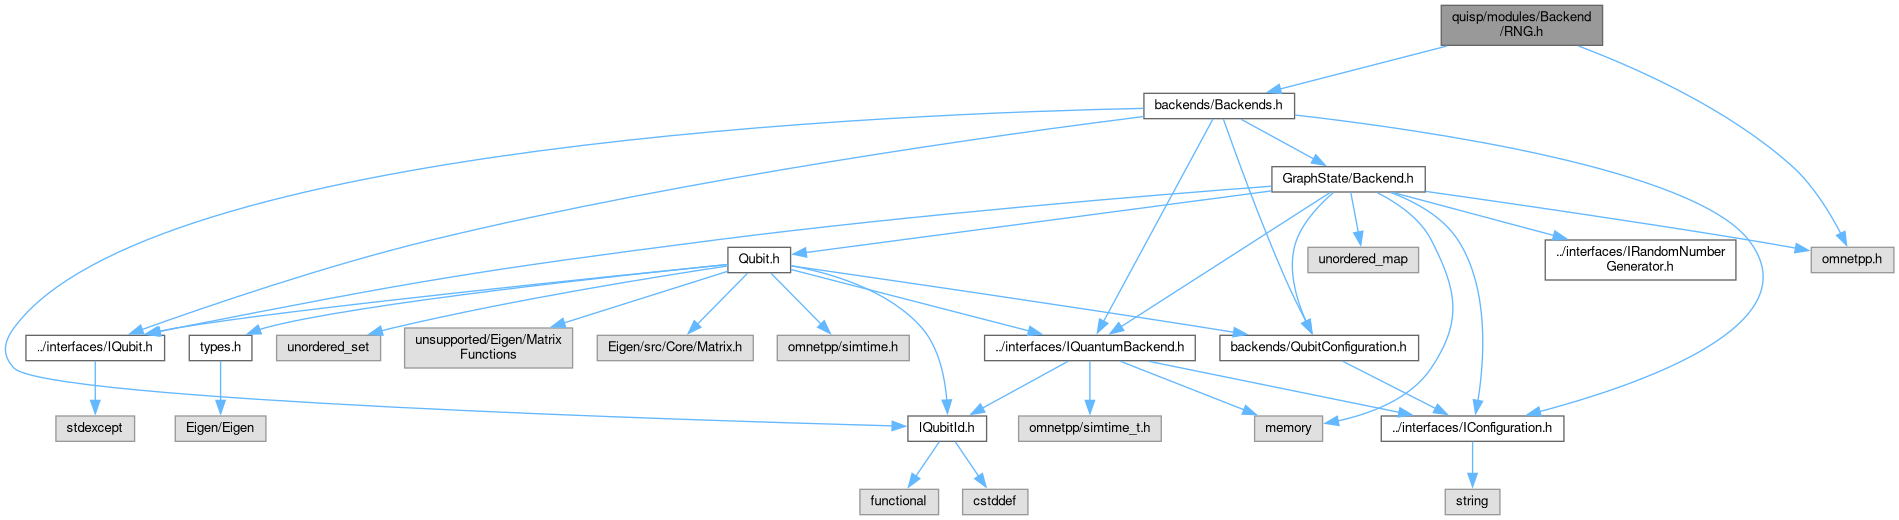 quisp/modules/Backend
/RNG.h
backends/Backends.h
GraphState/Backend.h
Qubit.h
unordered_map
../interfaces/IRandomNumber
Generator.h
omnetpp.h
../interfaces/IQubit.h
types.h
unordered_set
unsupported/Eigen/Matrix
Functions
Eigen/src/Core/Matrix.h
omnetpp/simtime.h
../interfaces/IQuantumBackend.h
backends/QubitConfiguration.h
stdexcept
Eigen/Eigen
IQubitId.h
omnetpp/simtime_t.h
memory
../interfaces/IConfiguration.h
functional
cstddef
string